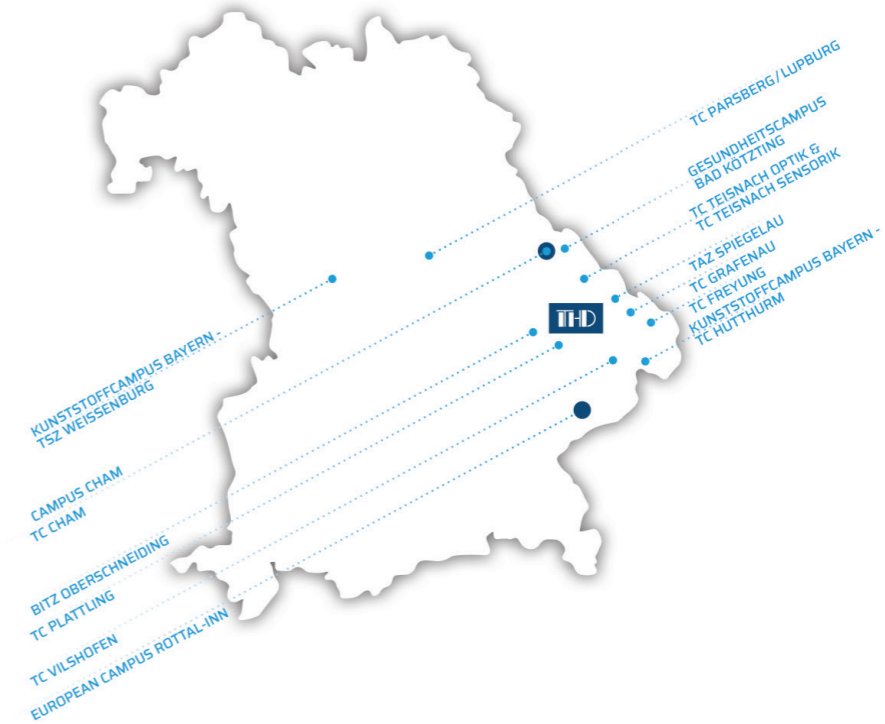 TC PARSBERG / LUPBURG
GESUNDHEITSCAMPUS
BAD KÖTZTING
TC TEISNACH OPTIK &
TC TEISNACH SENSORIK
TAZ SPIEGELAU
TC GRAFENAU
TC FREYUNG
KUNSTSTOFFCAMPUS BAYERN -
TC HUTTHURM
THD
KUNSTSTOFFCAMPUS BAYERN -
TSZ WEISSENBURG
CAMPUS CHAM
TC CHAM
BITZ OBERSCHNEIDING
TC PLATTLING
TC VILSHOFEN
EUROPEAN CAMPUS ROTTAL-INN